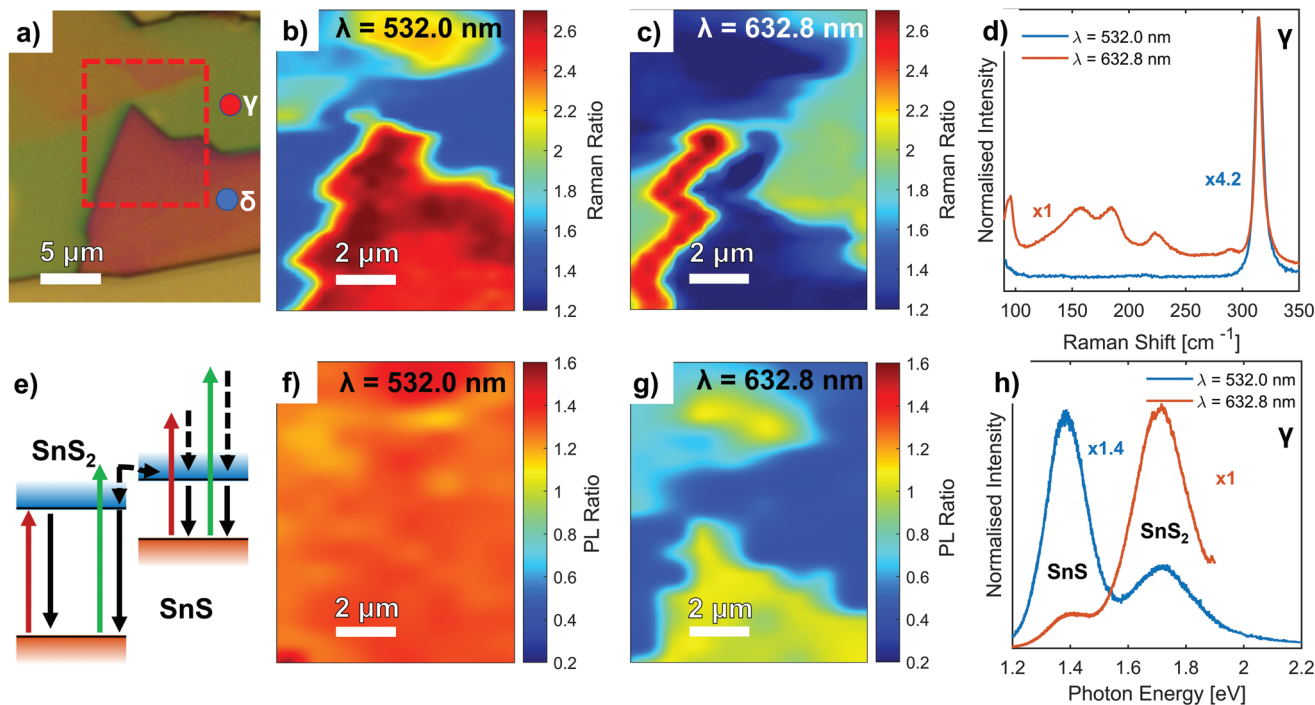 a)
γ
δ
5 μm
b)
λ = 532.0 nm
2 μm
2.6
2.4
2.2
2.0
1.8
1.6
1.4
1.2
Raman Ratio
c)
λ = 632.8 nm
2 μm
2.6
2.4
2.2
2.0
1.8
1.6
1.4
1.2
Raman Ratio
d)
λ = 532.0 nm
λ = 632.8 nm
γ
x4.2
x1
Normalised Intensity
100 150 200 250 300 350
Raman Shift [cm⁻¹]
e)
SnS₂
SnS
f)
λ = 532.0 nm
2 μm
1.6
1.4
1.2
1.0
0.8
0.6
0.4
0.2
PL Ratio
g)
λ = 632.8 nm
2 μm
1.6
1.4
1.2
1.0
0.8
0.6
0.4
0.2
PL Ratio
h)
λ = 532.0 nm
λ = 632.8 nm
γ
x1.4
x1
SnS₂
SnS
Normalised Intensity
1.2 1.4 1.6 1.8 2 2.2
Photon Energy [eV]